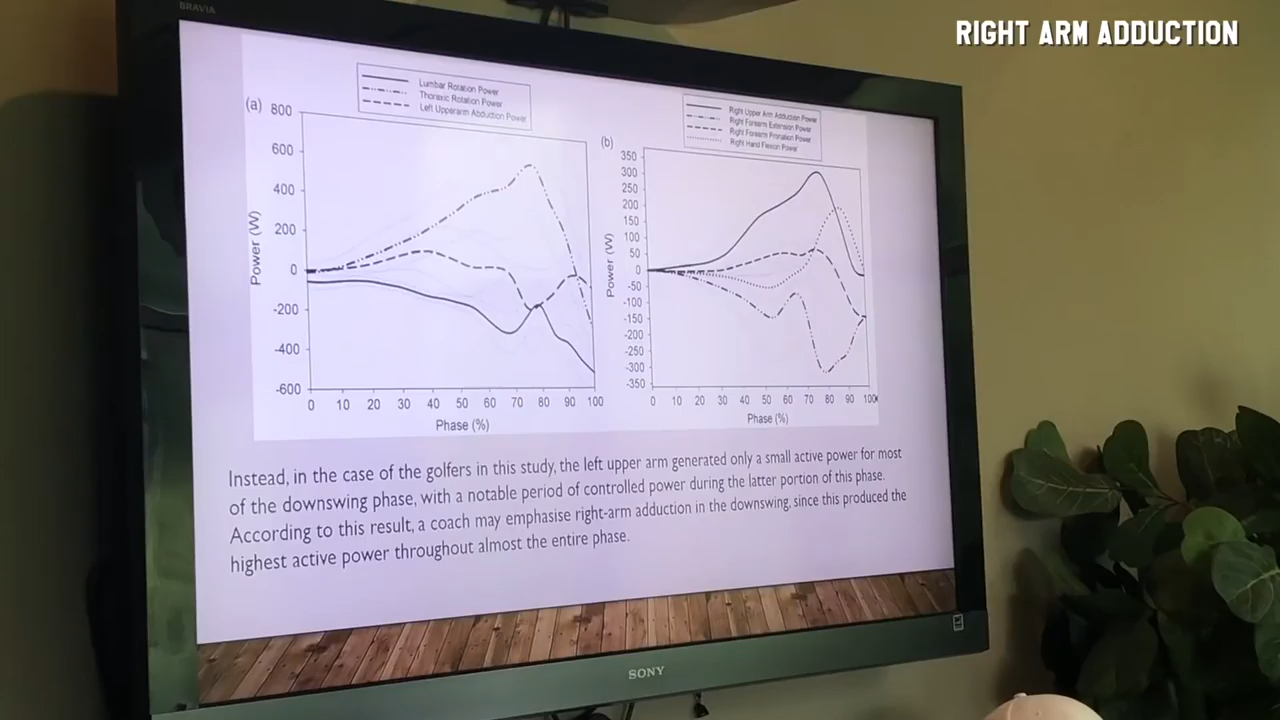 BRAVIA
RIGHT ARM ADDUCTION
Lumbar Rotation Power
Thoraxic Rotation Power
Left Upperarm Abduction Power
(a)
800
600
400
200
0
-200
-400
-600
Power (W)
0 10 20 30 40 50 60 70 80 90 100
Phase (%)
Right Upper Arm Adduction Power
Right Forearm Extension Power
Right Forearm Pronation Power
Right Hand Flexion Power
(b)
350
300
250
200
150
100
50
0
-50
-100
-150
-200
-250
-300
-350
Power (W)
0 10 20 30 40 50 60 70 80 90 100
Phase (%)
Instead, in the case of the golfers in this study, the left upper arm generated only a small active power for most
of the downswing phase, with a notable period of controlled power during the latter portion of this phase.
According to this result, a coach may emphasise right-arm adduction in the downswing, since this produced the
highest active power throughout almost the entire phase.
SONY